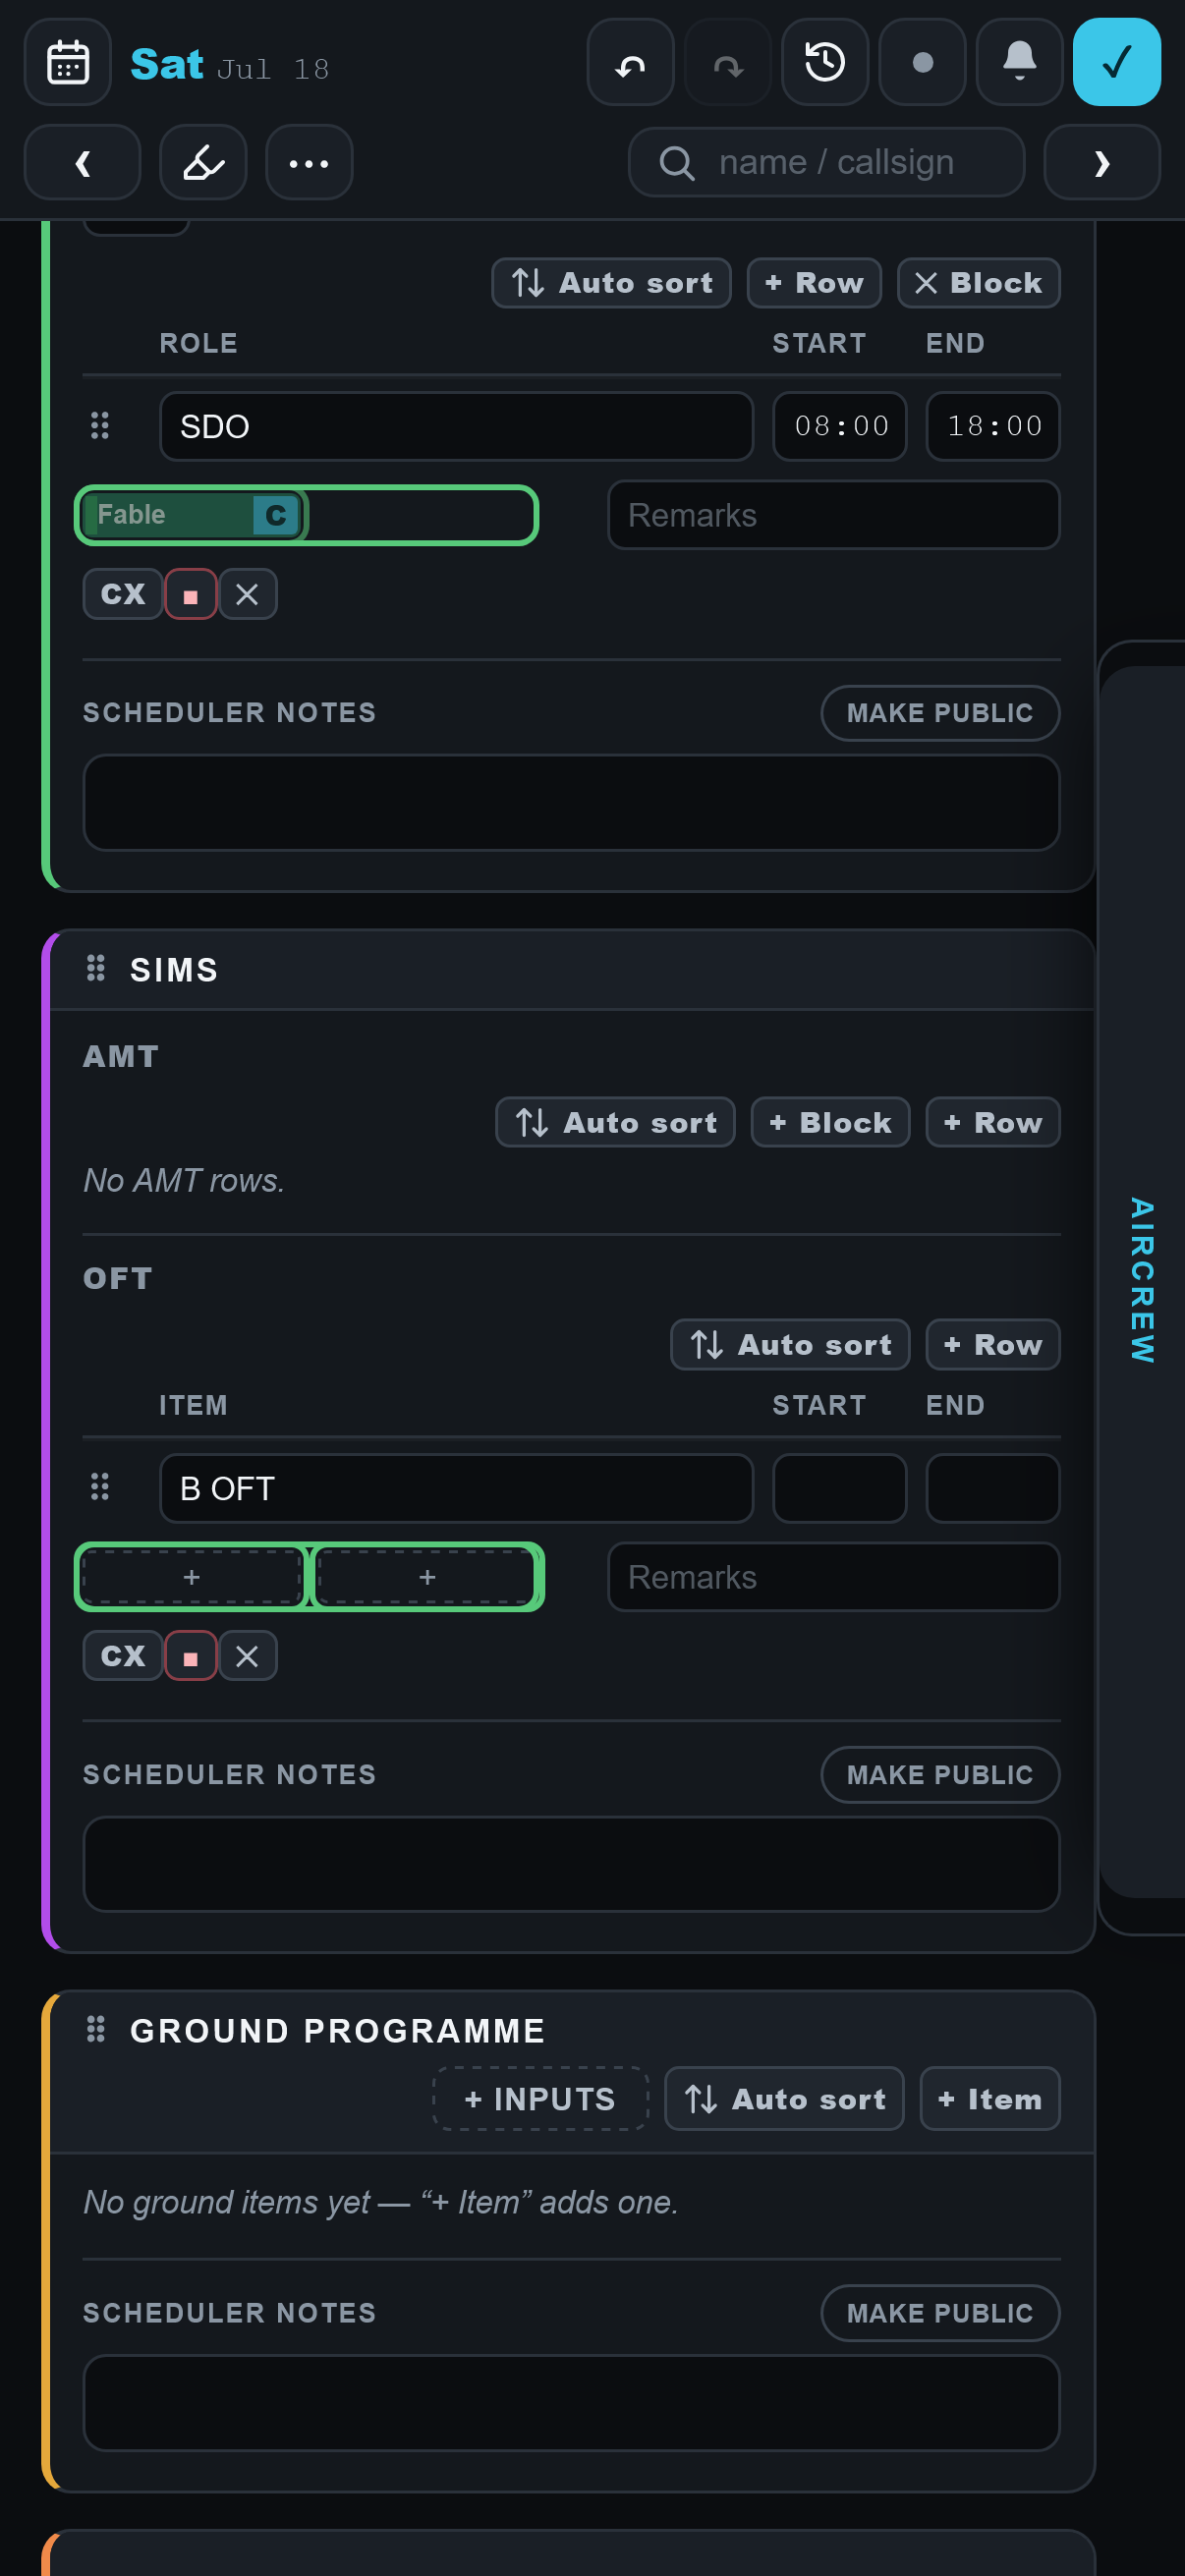 Sat Jul 18
name / callsign
Auto sort + Row × Block
ROLE START END
SDO 08:00 18:00
Fable C Remarks
CX
SCHEDULER NOTES MAKE PUBLIC
SIMS
AMT
Auto sort + Block + Row
No AMT rows.
OFT
Auto sort + Row
ITEM START END
B OFT
+ + Remarks
CX
SCHEDULER NOTES MAKE PUBLIC
GROUND PROGRAMME
+ INPUTS Auto sort + Item
No ground items yet — “+ Item” adds one.
SCHEDULER NOTES MAKE PUBLIC
AIRCREW